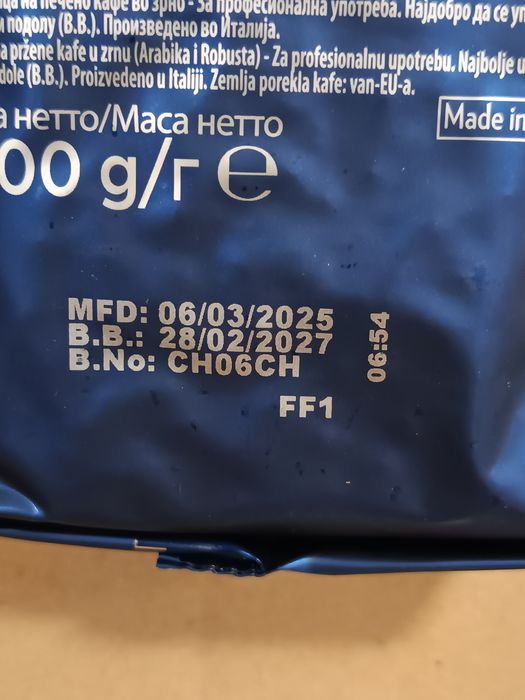 на печено кафе во зрно - За професионална употреба. Најдобро да се
подолу (B.B.). Произведено во Италија.
pržene kafe u zrnu (Arabika i Robusta) - Za profesionalnu upotrebu. Najbolje
dole (B.B.). Proizvedeno u Italiji. Zemlja porekla kafe: van-EU-a.
нетто/Маса нетто
Made in
00 g/г ℮
MFD: 06/03/2025
B.B.: 28/02/2027
B.No: CH06CH
06:54
FF1